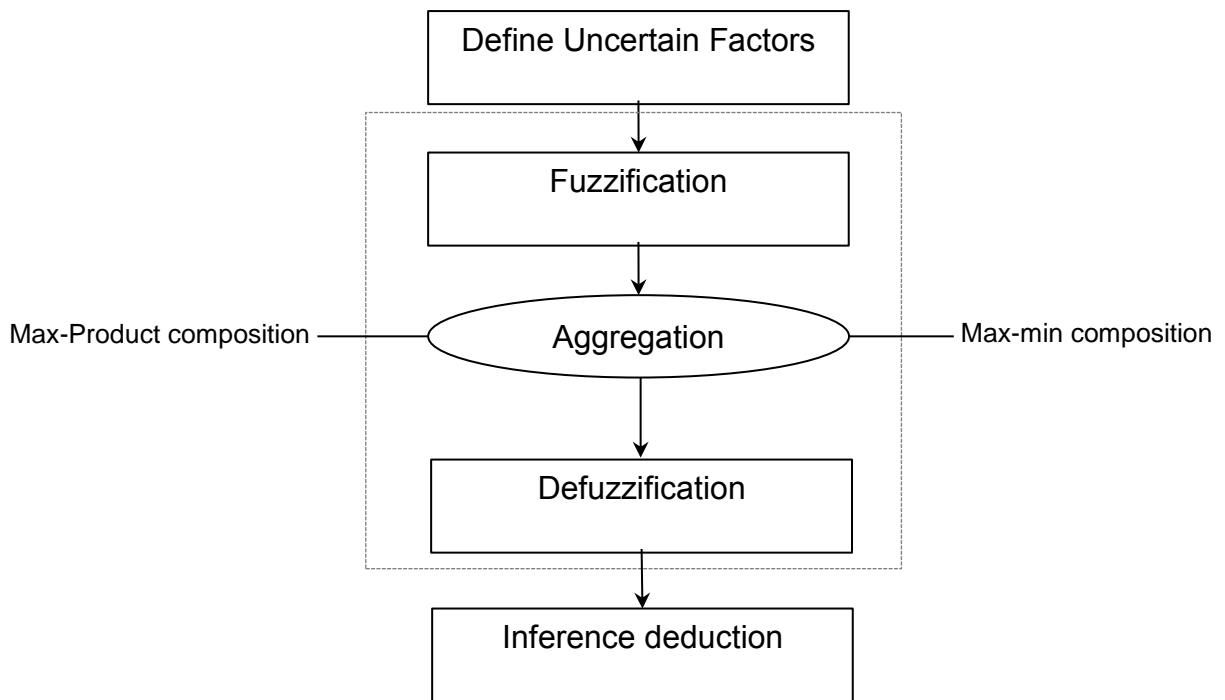 Define Uncertain Factors
Fuzzification
Max-Product composition
Aggregation
Max-min composition
Defuzzification
Inference deduction